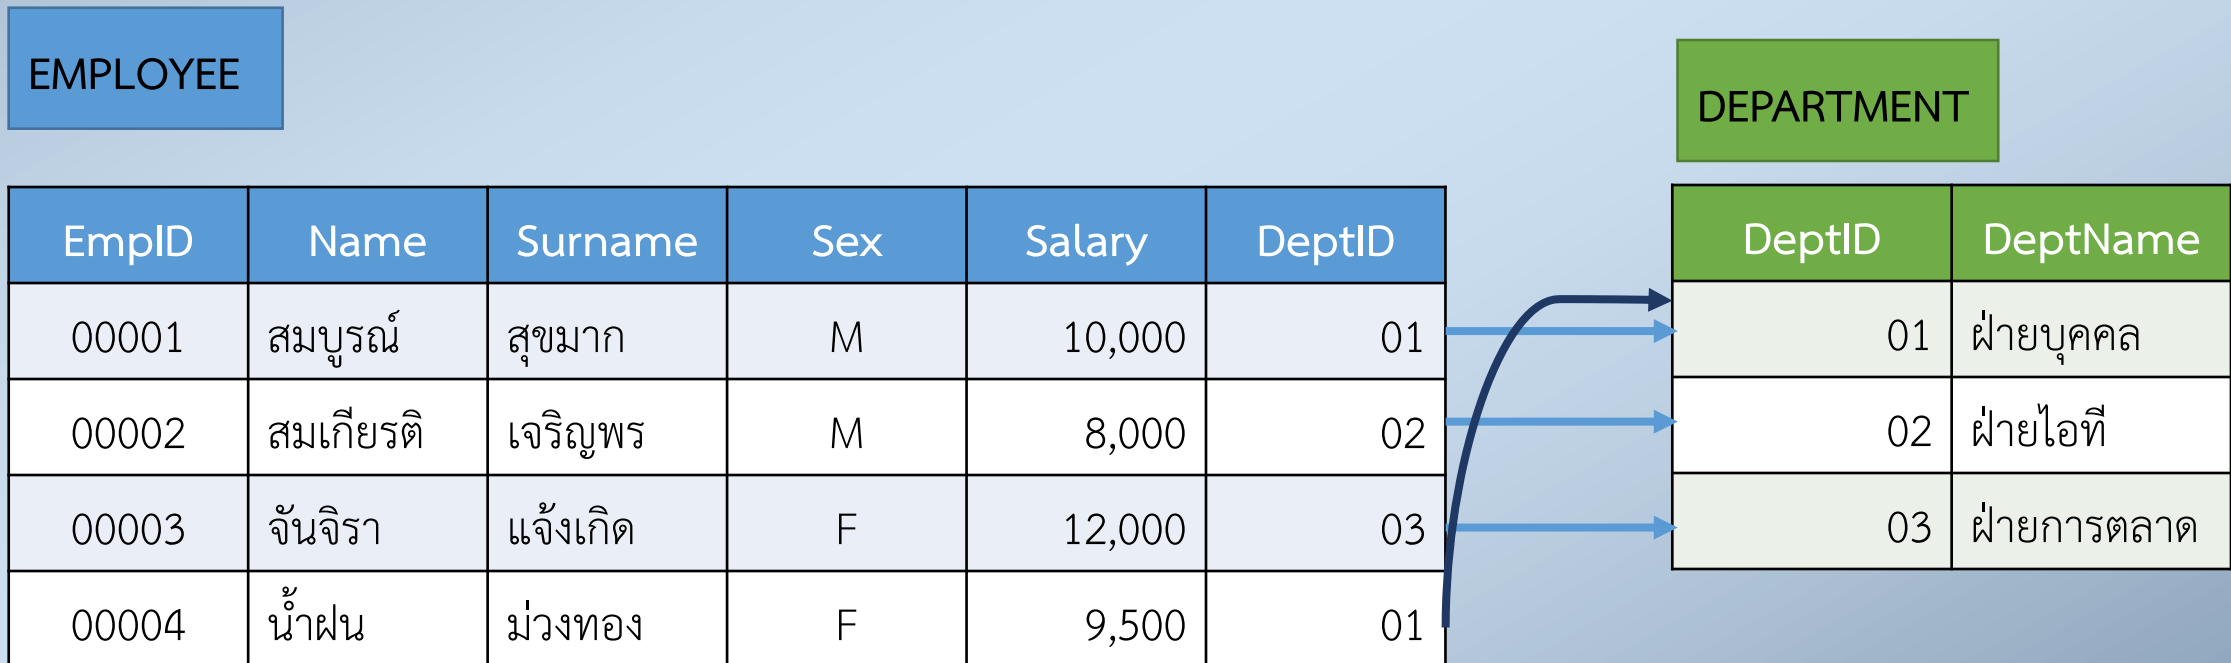 EMPLOYEE
DEPARTMENT
EmpID Name Surname Sex Salary DeptID
00001 สมบูรณ์ สุขมาก M 10,000 01
00002 สมเกียรติ เจริญพร M 8,000 02
00003 จันจิรา แจ้งเกิด F 12,000 03
00004 น้ำฝน ม่วงทอง F 9,500 01
DeptID DeptName
01 ฝ่ายบุคคล
02 ฝ่ายไอที
03 ฝ่ายการตลาด